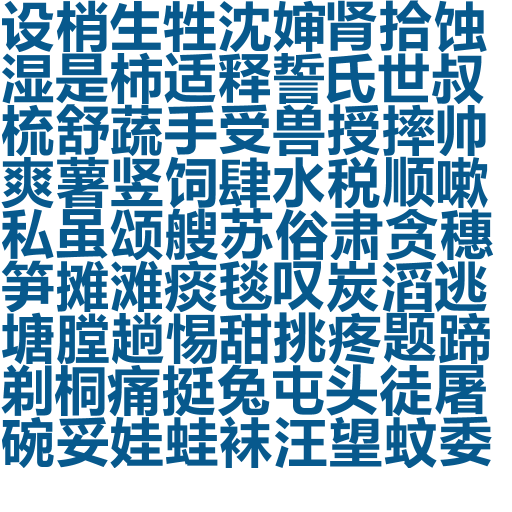 设梢生牲沈婶肾拾蚀
湿是柿适释誓氏世叔
梳舒蔬手受兽授摔帅
爽薯竖饲肆水税顺嗽
私虽颂艘苏俗肃贪穗
笋摊滩痰毯叹炭滔逃
塘膛趟惕甜挑疼题蹄
剃桐痛挺兔屯头徒屠
碗妥娃蛙袜汪望蚊委